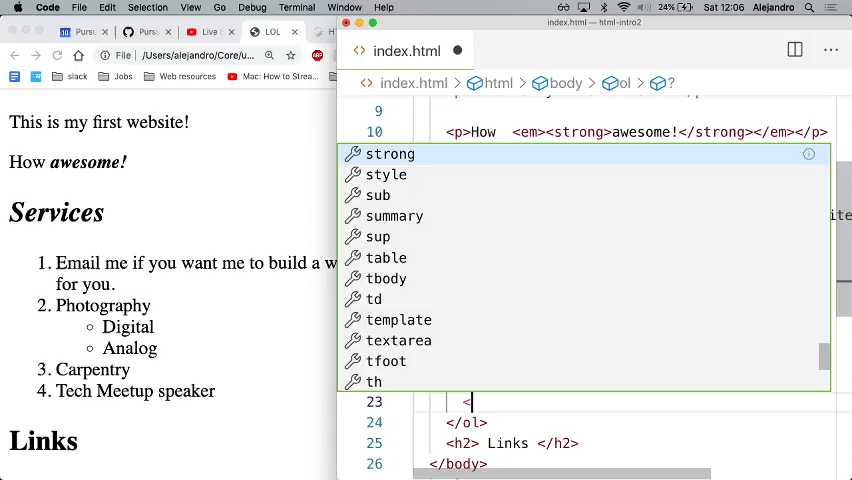 Code File Edit Selection View Go Debug Terminal Window Help 24% Sat 12:06 Alejandro
index.html — html-intro2
Pursu Pursu Live LOL
/Users/alejandro/Core/u
slack Jobs Web resources Mac: How to Strea
This is my first website!
How awesome!
Services
1. Email me if you want me to build a w
for you.
2. Photography
Digital
Analog
3. Carpentry
4. Tech Meetup speaker
Links
index.html
index.html > html > body > ol > ?
9
10 <p>How <em><strong>awesome!</strong></em></p>
strong
style
sub
summary
sup
table
tbody
td
template
textarea
tfoot
th
ite
23 <
24 </ol>
25 <h2> Links </h2>
26 </body>